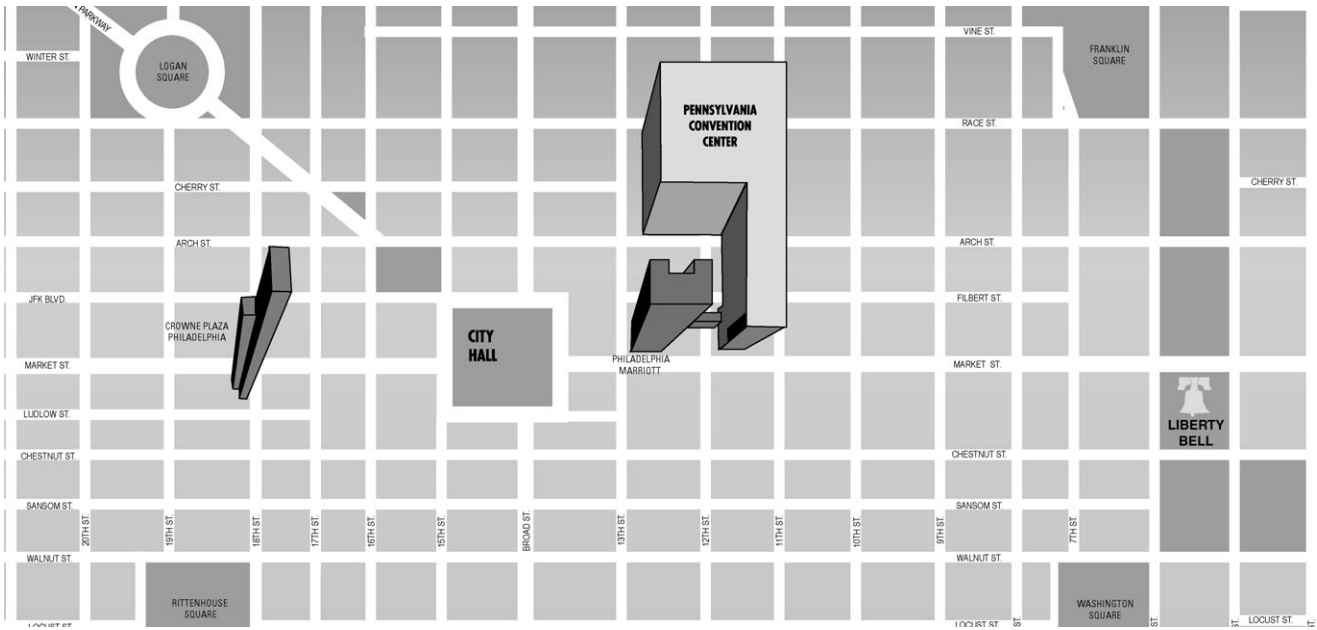 PARKWAY
WINTER ST.
LOGAN
SQUARE
VINE ST.
FRANKLIN
SQUARE
PENNSYLVANIA
CONVENTION
CENTER
RACE ST.
CHERRY ST.
CHERRY ST.
ARCH ST.
ARCH ST.
JFK BLVD.
FILBERT ST.
CROWNE PLAZA
PHILADELPHIA
CITY
HALL
PHILADELPHIA
MARRIOTT
MARKET ST.
MARKET ST.
LUDLOW ST.
LIBERTY
BELL
CHESTNUT ST.
CHESTNUT ST.
SANSOM ST.
SANSOM ST.
20TH ST.
19TH ST.
18TH ST.
17TH ST.
16TH ST.
15TH ST.
BROAD ST.
13TH ST.
12TH ST.
11TH ST.
10TH ST.
9TH ST.
7TH ST.
WALNUT ST.
WALNUT ST.
RITTENHOUSE
SQUARE
WASHINGTON
SQUARE
LOCUST ST.
LOCUST ST.
ST.
ST.
ST.
LOCUST ST.
ST.